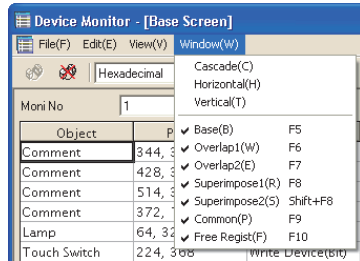 Device Monitor - [Base Screen]
File(F) Edit(E) View(V) Window(W)
Hexadecimal
Cascade(C)
Horizontal(H)
Vertical(T)
Moni No 1
Base(B) F5
Overlap1(W) F6
Overlap2(E) F7
Superimpose1(R) F8
Superimpose2(S) Shift+F8
Common(P) F9
Free Regist(F) F10
Object P
Comment 344, 3
Comment 428, 3
Comment 514, 3
Comment 372,
Lamp 64, 32
Touch Switch 224, 368 Write Device(Bit)